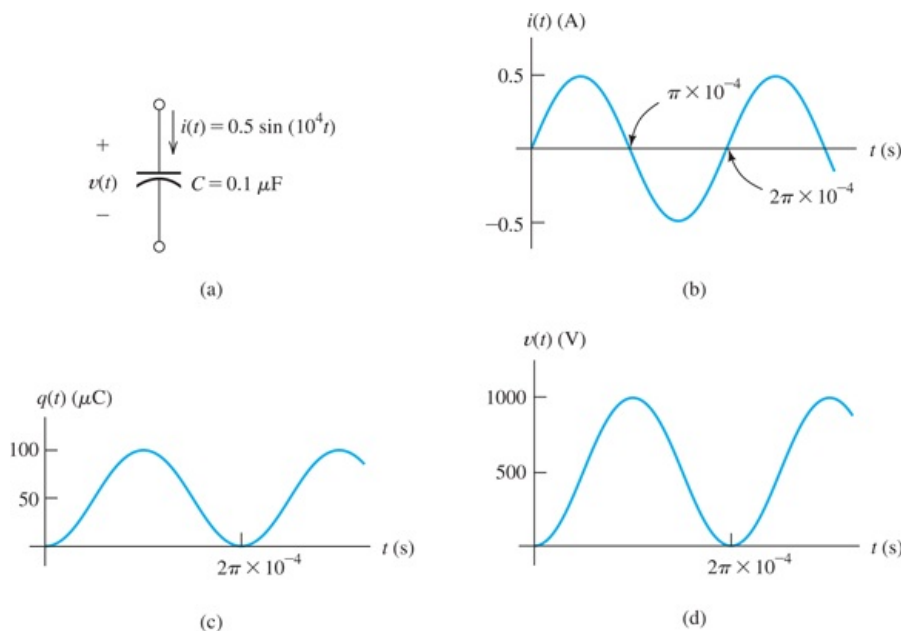 i(t) = 0.5 sin (10⁴t)
+
v(t)
−
C = 0.1 μF
(a)
i(t) (A)
0.5
π × 10⁻⁴
t (s)
2π × 10⁻⁴
−0.5
(b)
q(t) (μC)
100
50
t (s)
2π × 10⁻⁴
(c)
v(t) (V)
1000
500
t (s)
2π × 10⁻⁴
(d)